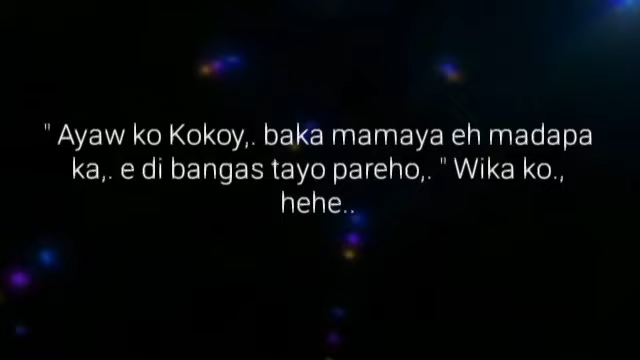 " Ayaw ko Kokoy,. baka mamaya eh madapa
ka,. e di bangas tayo pareho,. " Wika ko.,
hehe..